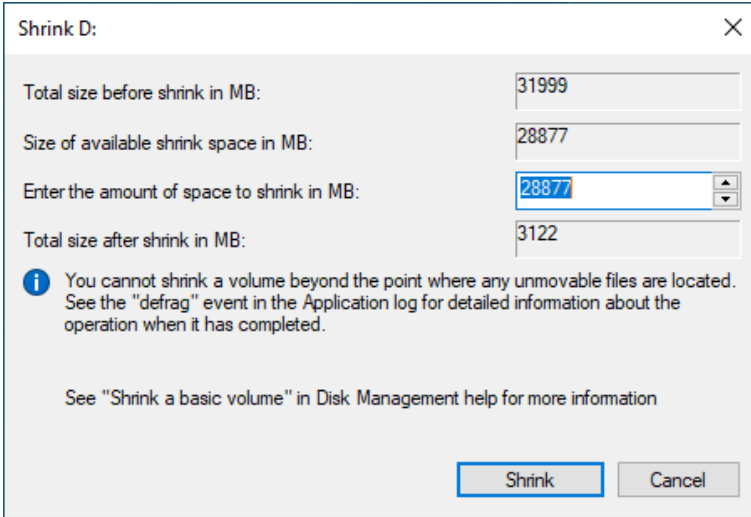 Shrink D:
Total size before shrink in MB: 31999
Size of available shrink space in MB: 28877
Enter the amount of space to shrink in MB: 28877
Total size after shrink in MB: 3122
You cannot shrink a volume beyond the point where any unmovable files are located.
See the "defrag" event in the Application log for detailed information about the
operation when it has completed.
See "Shrink a basic volume" in Disk Management help for more information
Shrink Cancel